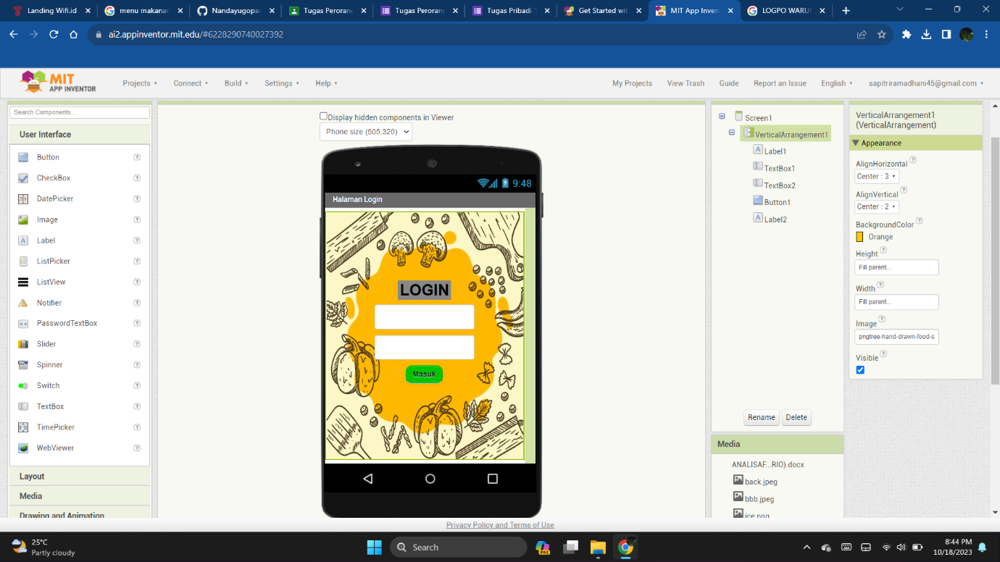 Landing Wifi.id
menu makanan
Nandayugopan
Tugas Perorang
Tugas Perorang
Tugas Pribadi
Get Started wit
MIT App Inven
LOGPO WARUN
ai2.appinventor.mit.edu/#6228290740027392
MIT
APP INVENTOR
Projects
Connect
Build
Settings
Help
My Projects
View Trash
Guide
Report an Issue
English
sapitriramadhani45@gmail.com
Search Components...
User Interface
Button
CheckBox
DatePicker
Image
Label
ListPicker
ListView
Notifier
PasswordTextBox
Slider
Spinner
Switch
TextBox
TimePicker
WebViewer
Layout
Media
Drawing and Animation
Display hidden components in Viewer
Phone size (505,320)
9:48
Halaman Login
LOGIN
Masuk
Screen1
VerticalArrangement1
Label1
TextBox1
TextBox2
Button1
Label2
Rename
Delete
Media
ANALISAF...RIO).docx
back.jpeg
bbb.jpeg
ice.png
VerticalArrangement1
(VerticalArrangement)
Appearance
AlignHorizontal
Center : 3
AlignVertical
Center : 2
BackgroundColor
Orange
Height
Fill parent...
Width
Fill parent...
Image
pngtree-hand-drawn-food-s
Visible
Privacy Policy and Terms of Use
25°C
Partly cloudy
Search
PRE
8:44 PM
10/18/2023